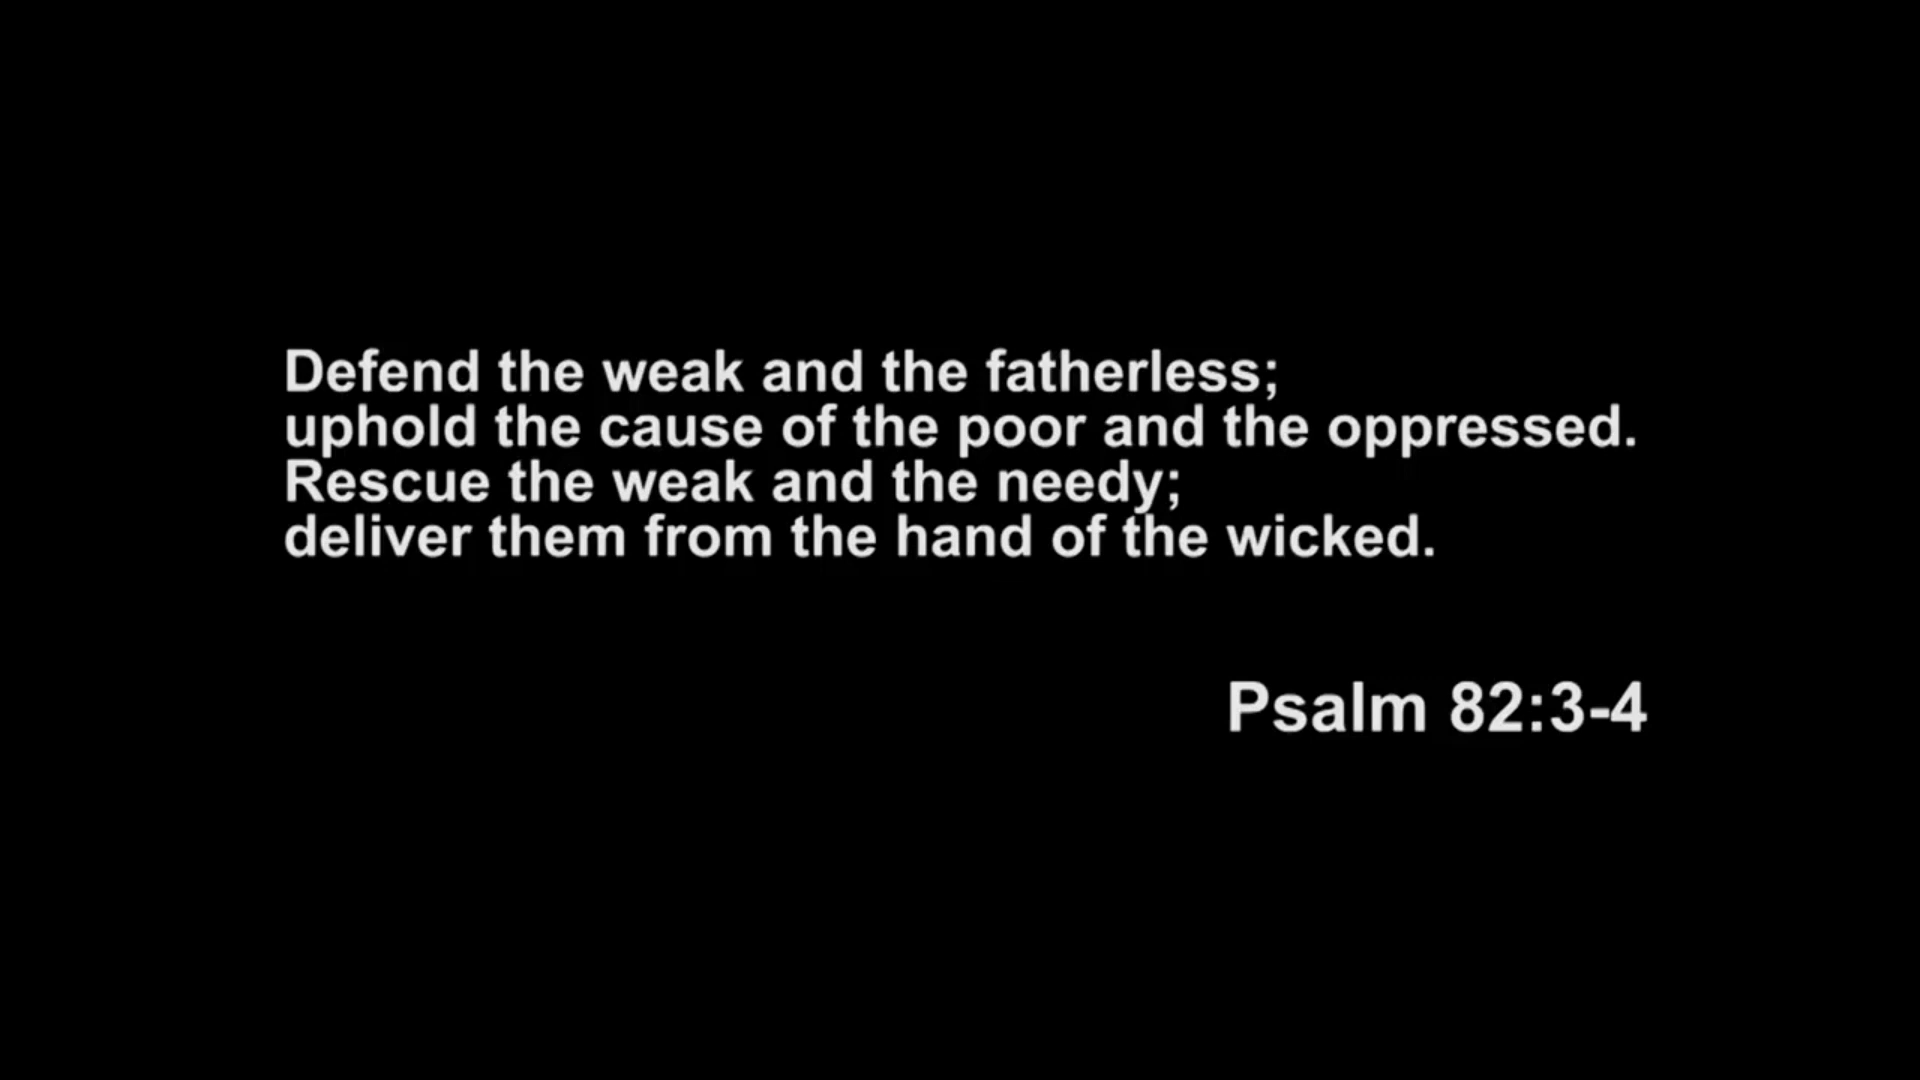 Defend the weak and the fatherless;
uphold the cause of the poor and the oppressed.
Rescue the weak and the needy;
deliver them from the hand of the wicked.
Psalm 82:3-4